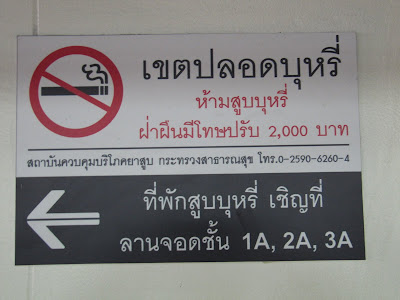 เขตปลอดบุหรี่
ห้ามสูบบุหรี่
ฝ่าฝืนมีโทษปรับ 2,000 บาท
สถาบันควบคุมบริโภคยาสูบ กระทรวงสาธารณสุข โทร.0-2590-6260-4
ที่พักสูบบุหรี่ เชิญที่
ลานจอดชั้น 1A, 2A, 3A